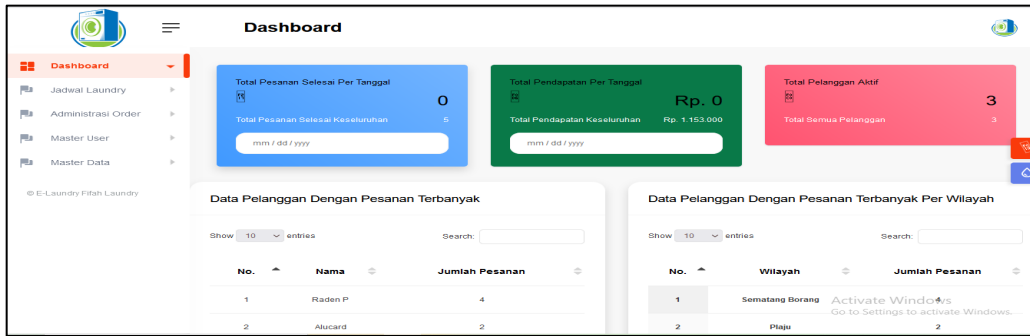 Dashboard
Dashboard
Jadwal Laundry
Administrasi Order
Master User
Master Data
© E-Laundry Fifah Laundry
Total Pesanan Selesai Per Tanggal
0
Total Pesanan Selesai Keseluruhan 5
mm / dd / yyyy
Total Pendapatan Per Tanggal
Rp. 0
Total Pendapatan Keseluruhan Rp. 1.153.000
mm / dd / yyyy
Total Pelanggan Aktif
3
Total Semua Pelanggan 3
Data Pelanggan Dengan Pesanan Terbanyak
Show 10 entries Search:
No. Nama Jumlah Pesanan
1 Raden P 4
2 Alucard 2
Data Pelanggan Dengan Pesanan Terbanyak Per Wilayah
Show 10 entries Search:
No. Wilayah Jumlah Pesanan
1 Sematang Borang 4
2 Plaju 2
Activate Windows
Go to Settings to activate Windows.